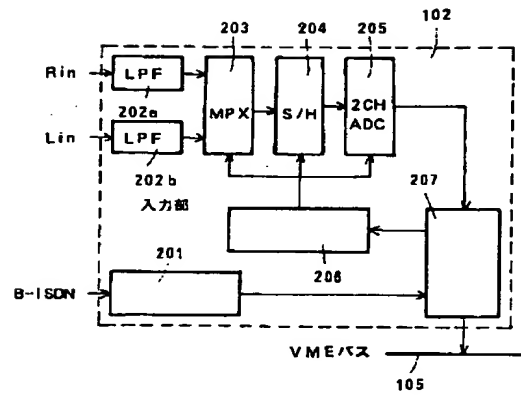 203
204
205
102
Rin
LPF
202a
MPX
S/H
2CH
ADC
Lin
LPF
202b
207
入力部
201
206
B-ISDN
VMEバス
105